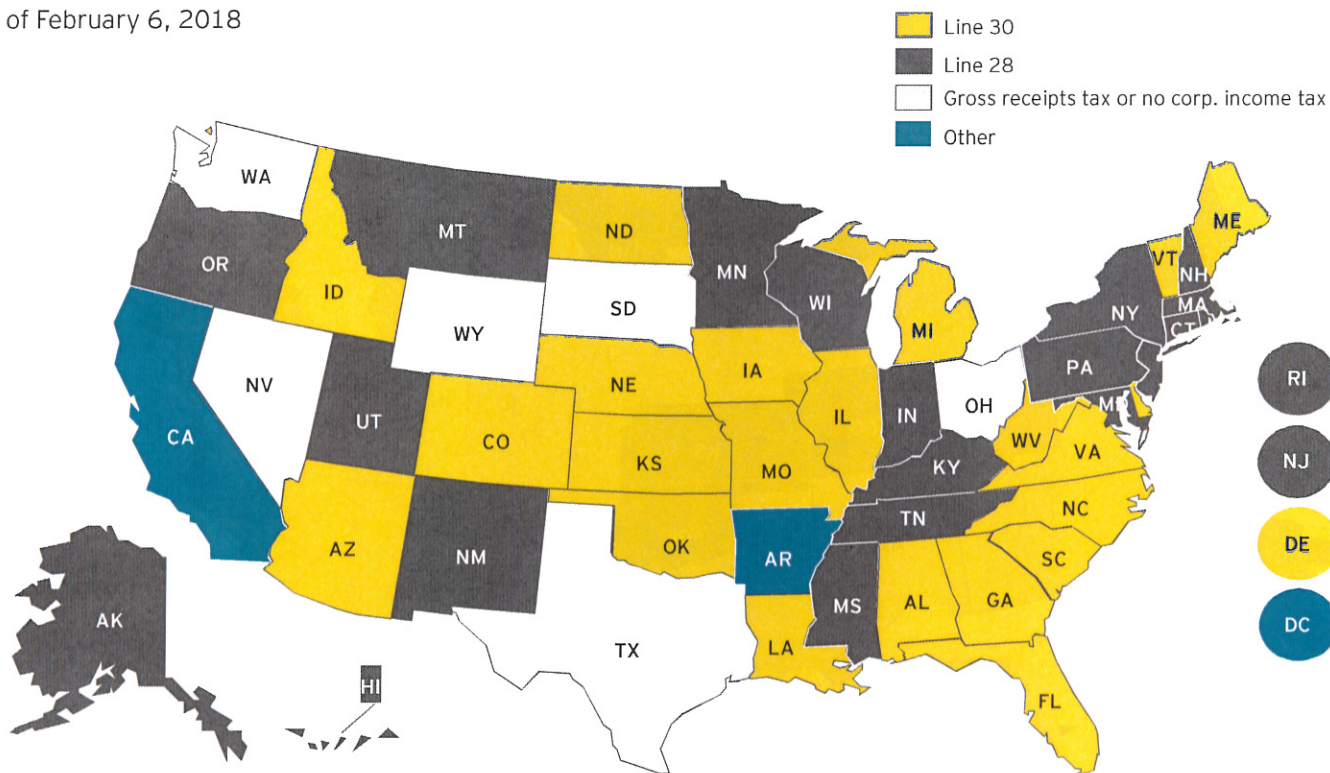 of February 6, 2018
Line 30
Line 28
Gross receipts tax or no corp. income tax
Other
WA
MT
ND
MN
ME
VT
NH
OR
ID
WI
MA
NY
CT
SD
WY
MI
PA
RI
IA
NE
OH
NV
IN
IL
MD
UT
CO
WV
CA
KS
MO
KY
VA
NJ
NC
TN
AZ
OK
NM
AR
SC
DE
MS
AL
GA
AK
TX
LA
DC
HI
FL